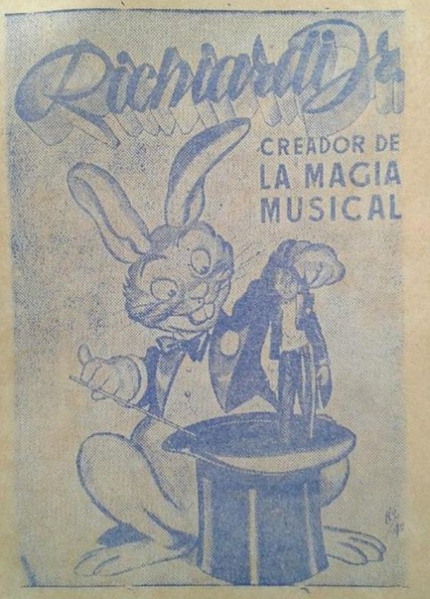 Richiardi Jr.
CREADOR DE
LA MAGIA
MUSICAL